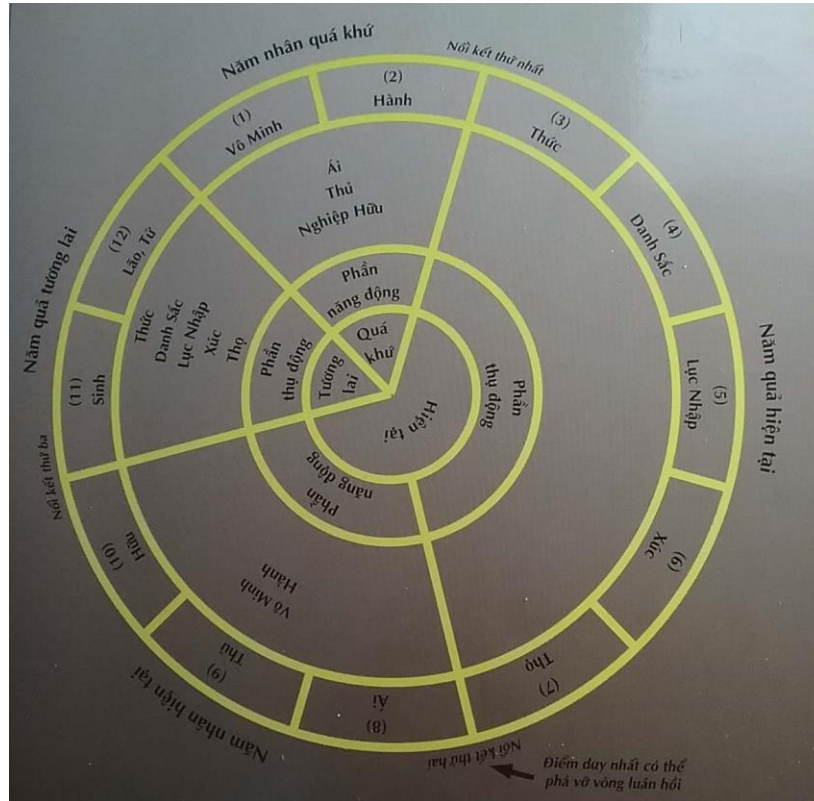 Năm nhân quá khứ
Nối kết thứ nhất
(1)
Vô Minh
(2)
Hành
(3)
Thức
(4)
Danh Sắc
(5)
Lục Nhập
(6)
Xúc
(7)
Thọ
(8)
Ái
(9)
Thủ
(10)
Hữu
(11)
Sinh
(12)
Lão, Tử
Năm quả hiện tại
Nối kết thứ hai
Điểm duy nhất có thể
phá vỡ vòng luân hồi
Năm nhân hiện tại
Nối kết thứ ba
Năm quả tương lai
Ái
Thủ
Nghiệp Hữu
Thức
Danh Sắc
Lục Nhập
Xúc
Thọ
Vô Minh
Hành
Phần
năng động
Phần
thụ động
Phần
năng động
Phần
thụ động
Quá
khứ
Hiện tại
Tương
lai